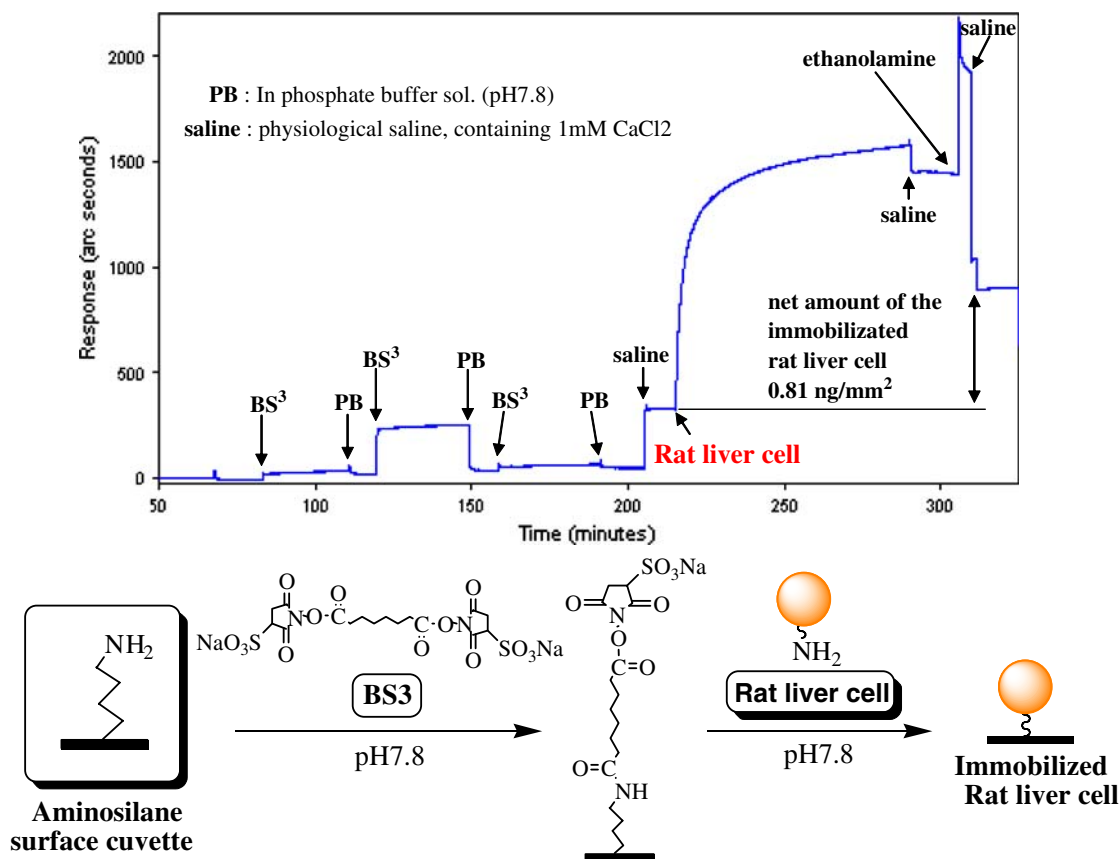 2000
1500
1000
500
0
Response (arc seconds)
PB : In phosphate buffer sol. (pH7.8)
saline : physiological saline, containing 1mM CaCl2
saline
ethanolamine
saline
net amount of the
immobilizated
rat liver cell
0.81 ng/mm²
BS³
PB
BS³
PB
BS³
PB
saline
Rat liver cell
50
100
150
200
250
300
Time (minutes)
NH₂
Aminosilane
surface cuvette
NaO₃S
O
O
N-O
O
C
C-O
O
O
N
O
SO₃Na
BS3
pH7.8
SO₃Na
O
N
O
O
C=O
O=C
NH
NH₂
Rat liver cell
pH7.8
Immobilized
Rat liver cell